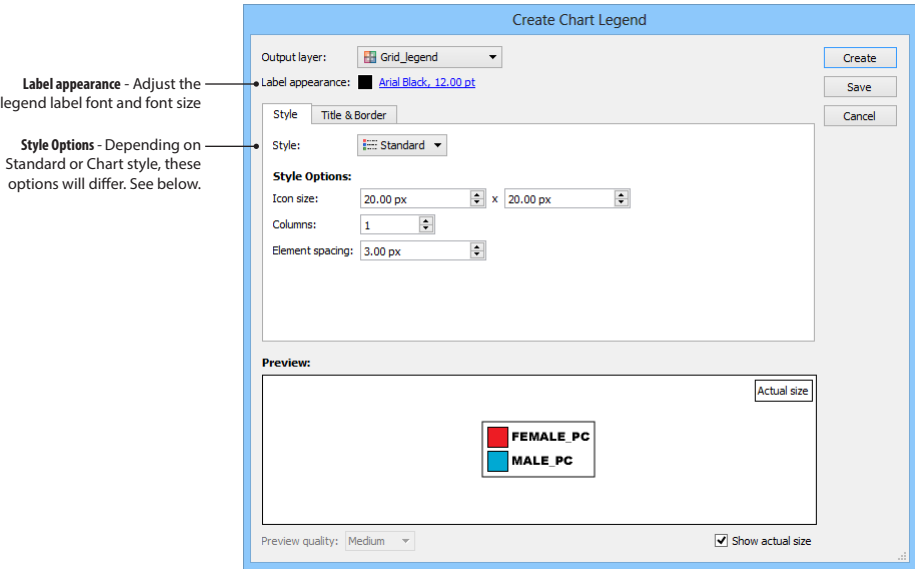 Create Chart Legend
Output layer: Grid_legend
Create
Label appearance - Adjust the
legend label font and font size
Label appearance: Arial Black, 12.00 pt
Save
Style Title & Border
Cancel
Style Options - Depending on
Standard or Chart style, these
options will differ. See below.
Style: Standard
Style Options:
Icon size: 20.00 px x 20.00 px
Columns: 1
Element spacing: 3.00 px
Preview:
Actual size
FEMALE_PC
MALE_PC
Preview quality: Medium
Show actual size